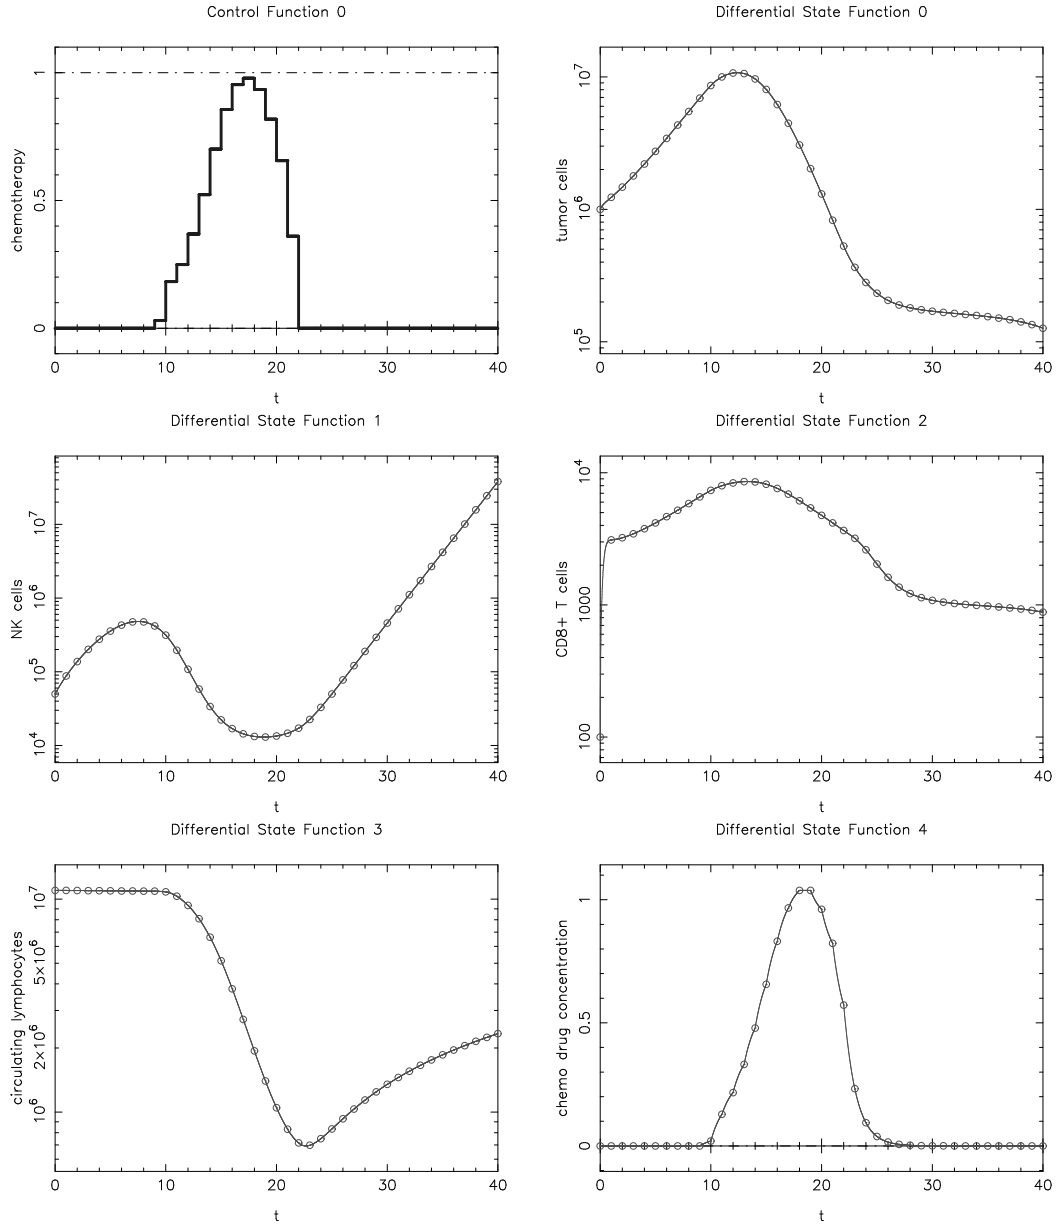 Control Function 0
chemotherapy
1
0.5
0
0 10 20 30 40
t
Differential State Function 0
tumor cells
10^7
10^6
10^5
0 10 20 30 40
t
Differential State Function 1
NK cells
10^7
10^6
10^5
10^4
0 10 20 30 40
t
Differential State Function 2
CD8+ T cells
10^4
1000
100
0 10 20 30 40
t
Differential State Function 3
circulating lymphocytes
10^7
5×10^6
2×10^6
10^6
0 10 20 30 40
t
Differential State Function 4
chemo drug concentration
1
0.5
0
0 10 20 30 40
t